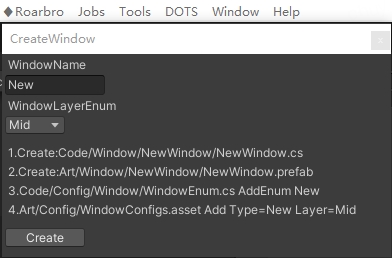 ♦Roarbro Jobs Tools DOTS Window Help
CreateWindow
WindowName
New
WindowLayerEnum
Mid
1.Create:Code/Window/NewWindow/NewWindow.cs
2.Create:Art/Window/NewWindow/NewWindow.prefab
3.Code/Config/Window/WindowEnum.cs AddEnum New
4.Art/Config/WindowConfigs.asset Add Type=New Layer=Mid
Create